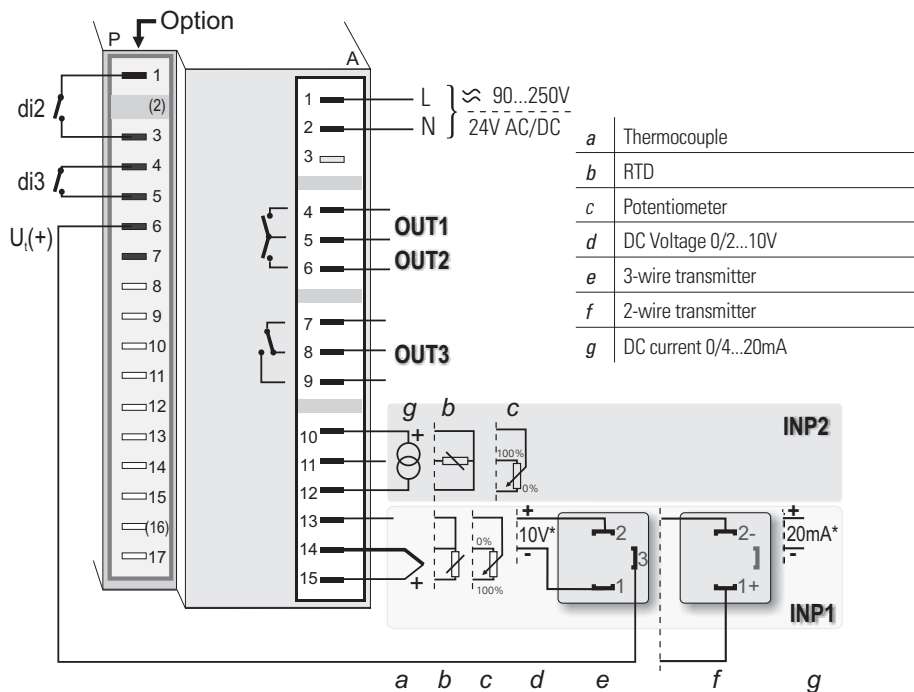 Option
P
1
(2)
3
4
5
6
7
8
9
10
11
12
13
14
15
(16)
17
di2
di3
Ut(+)
A
1
2
3
4
5
6
7
8
9
10
11
12
13
14
15
L
N
≂ 90...250V
24V AC/DC
OUT1
OUT2
OUT3
a Thermocouple
b RTD
c Potentiometer
d DC Voltage 0/2...10V
e 3-wire transmitter
f 2-wire transmitter
g DC current 0/4...20mA
g b c
INP2
+
100%
0%
+
0%
100%
+
10V*
-
2
3
1
2-
1+
+
20mA*
-
INP1
a b c d e f g